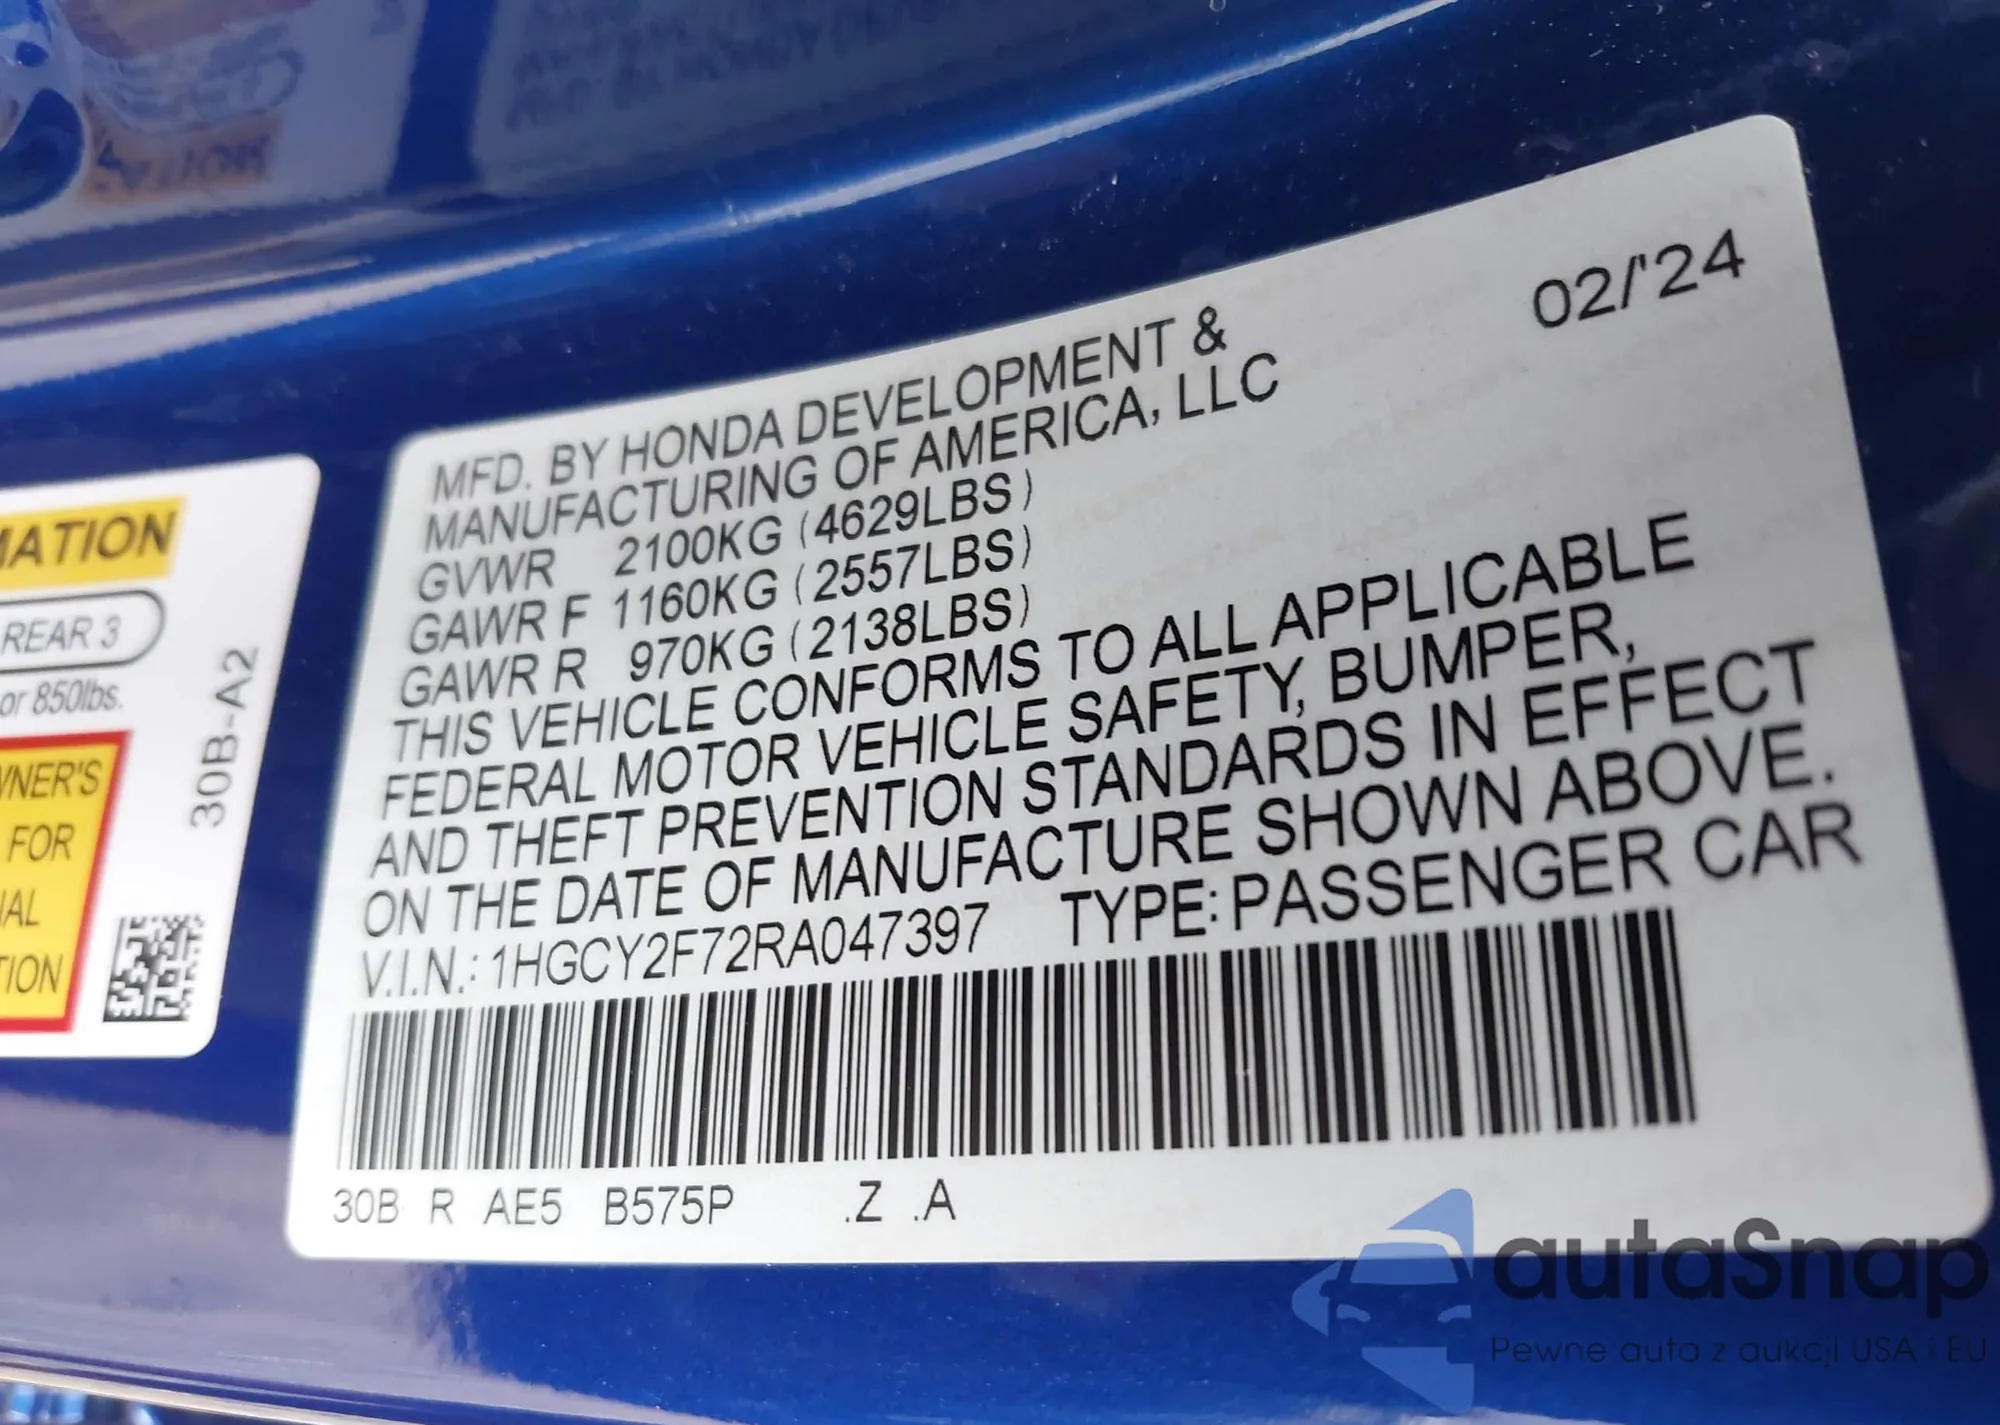 02/'24
MFD. BY HONDA DEVELOPMENT &
MANUFACTURING OF AMERICA, LLC
GVWR 2100KG (4629LBS)
GAWR F 1160KG (2557LBS)
GAWR R 970KG (2138LBS)
THIS VEHICLE CONFORMS TO ALL APPLICABLE
FEDERAL MOTOR VEHICLE SAFETY, BUMPER,
AND THEFT PREVENTION STANDARDS IN EFFECT
ON THE DATE OF MANUFACTURE SHOWN ABOVE.
V.I.N.: 1HGCY2F72RA047397 TYPE: PASSENGER CAR
30B R AE5 B575P .Z .A
MATION
REAR 3
or 850lbs.
WNER'S
FOR
IAL
TION
30B-A2
autaSnap
Pewne auta z aukcji USA i EU